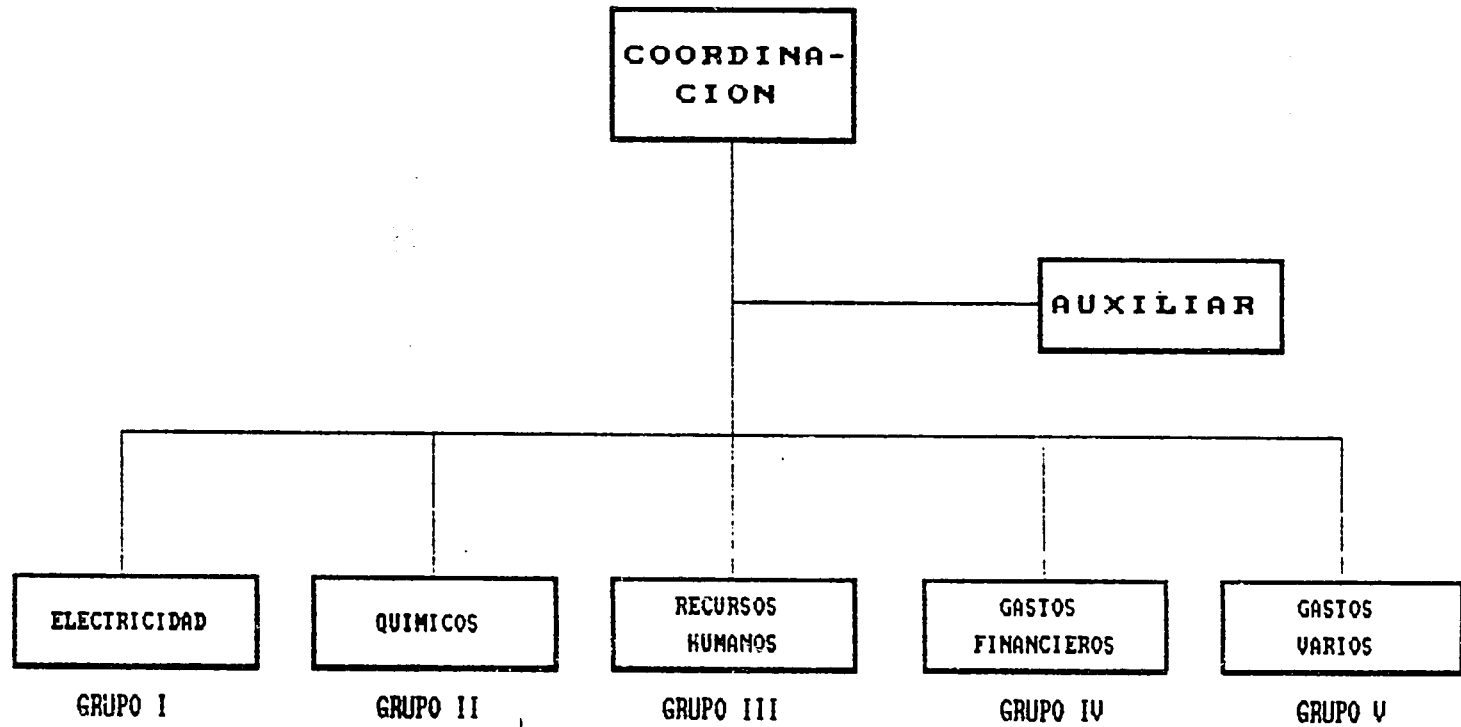 COORDINA-
CION
AUXILIAR
ELECTRICIDAD
QUIMICOS
RECURSOS
HUMANOS
GASTOS
FINANCIEROS
GASTOS
VARIOS
GRUPO I
GRUPO II
GRUPO III
GRUPO IV
GRUPO V